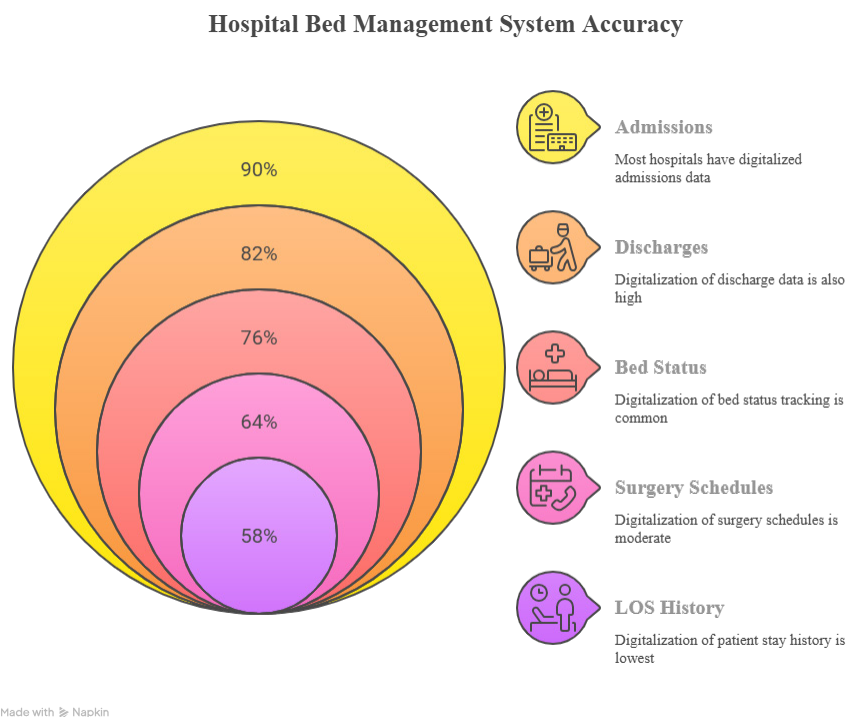 Hospital Bed Management System Accuracy
90%
82%
76%
64%
58%
Admissions
Most hospitals have digitalized
admissions data
Discharges
Digitalization of discharge data is also
high
Bed Status
Digitalization of bed status tracking is
common
Surgery Schedules
Digitalization of surgery schedules is
moderate
LOS History
Digitalization of patient stay history is
lowest
Made with Napkin